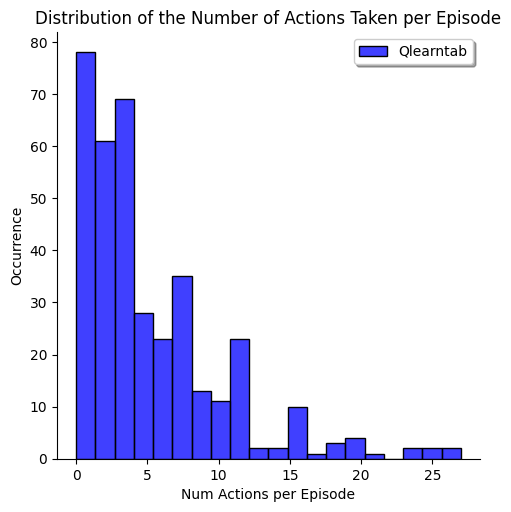 Distribution of the Number of Actions Taken per Episode
Qlearntab
80
70
60
50
40
30
20
10
0
Occurrence
0 5 10 15 20 25
Num Actions per Episode